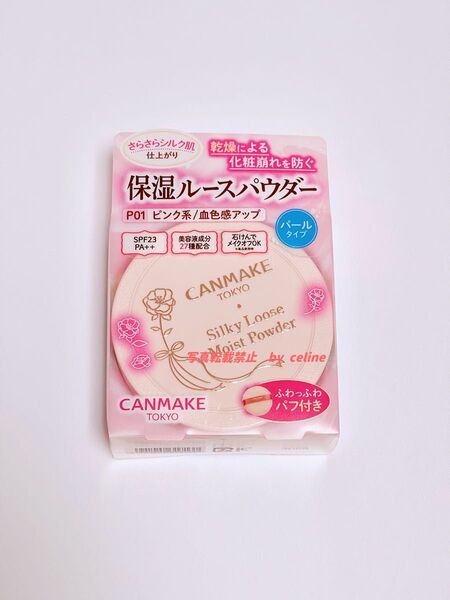 さらさらシルク肌
仕上がり
乾燥による
化粧崩れを防ぐ
保湿ルースパウダー
P01 ピンク系/血色感アップ
パール
タイプ
SPF23
PA++
美容液成分
27種配合
石けんで
メイクオフOK
CANMAKE
TOKYO
Silky Loose
Moist Powder
写真転載禁止 by celine
ふわっふわ
パフ付き
CANMAKE
TOKYO